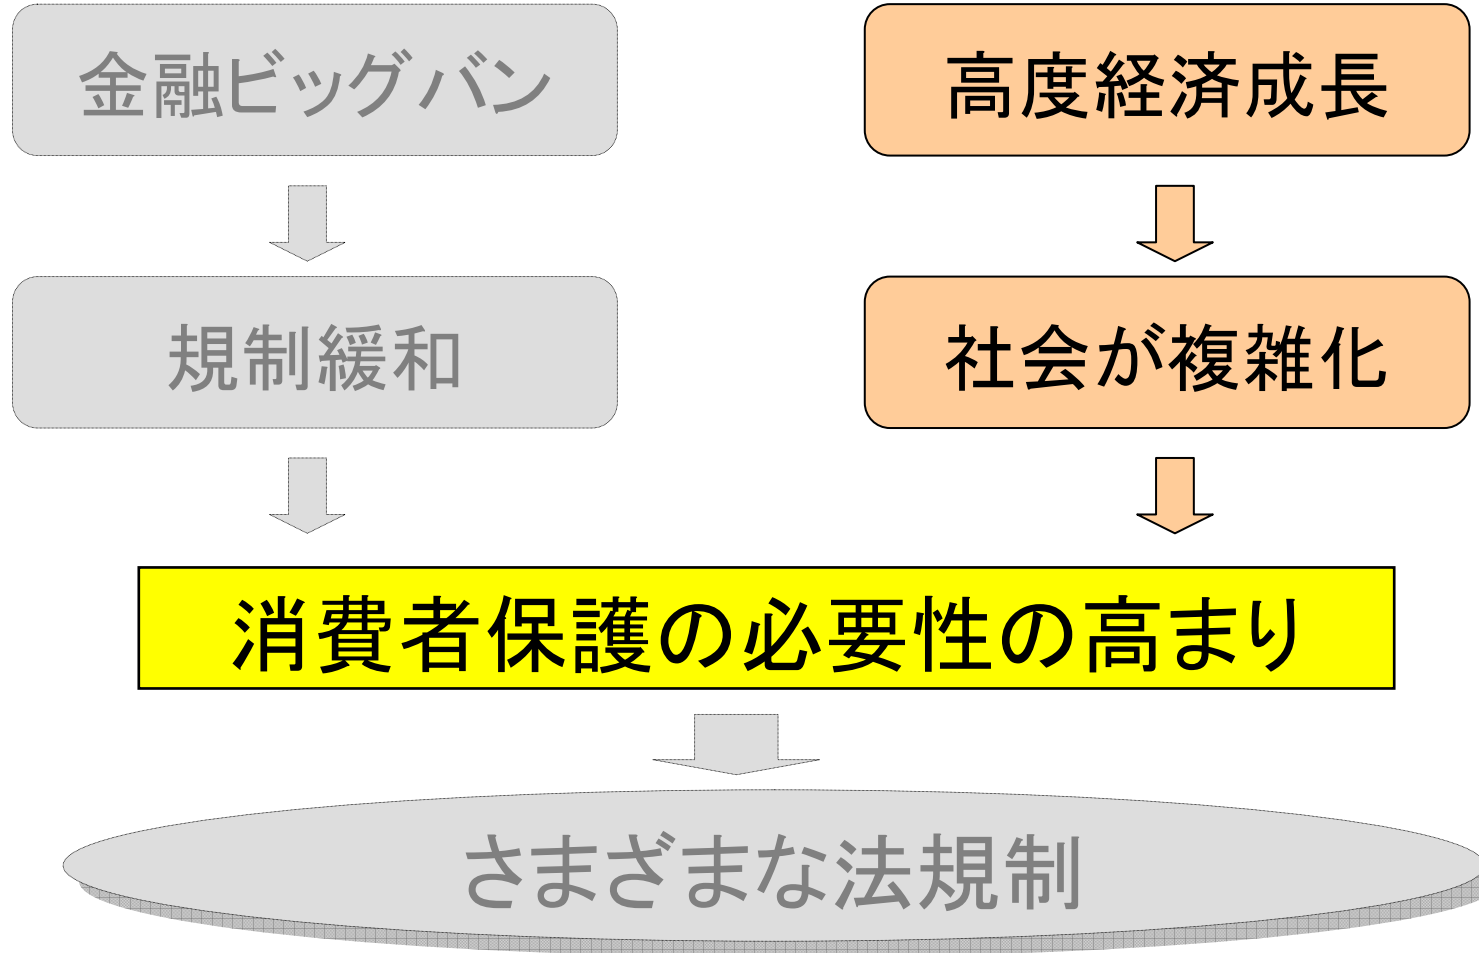 金融ビッグバン
高度経済成長
規制緩和
社会が複雑化
消費者保護の必要性の高まり
さまざまな法規制